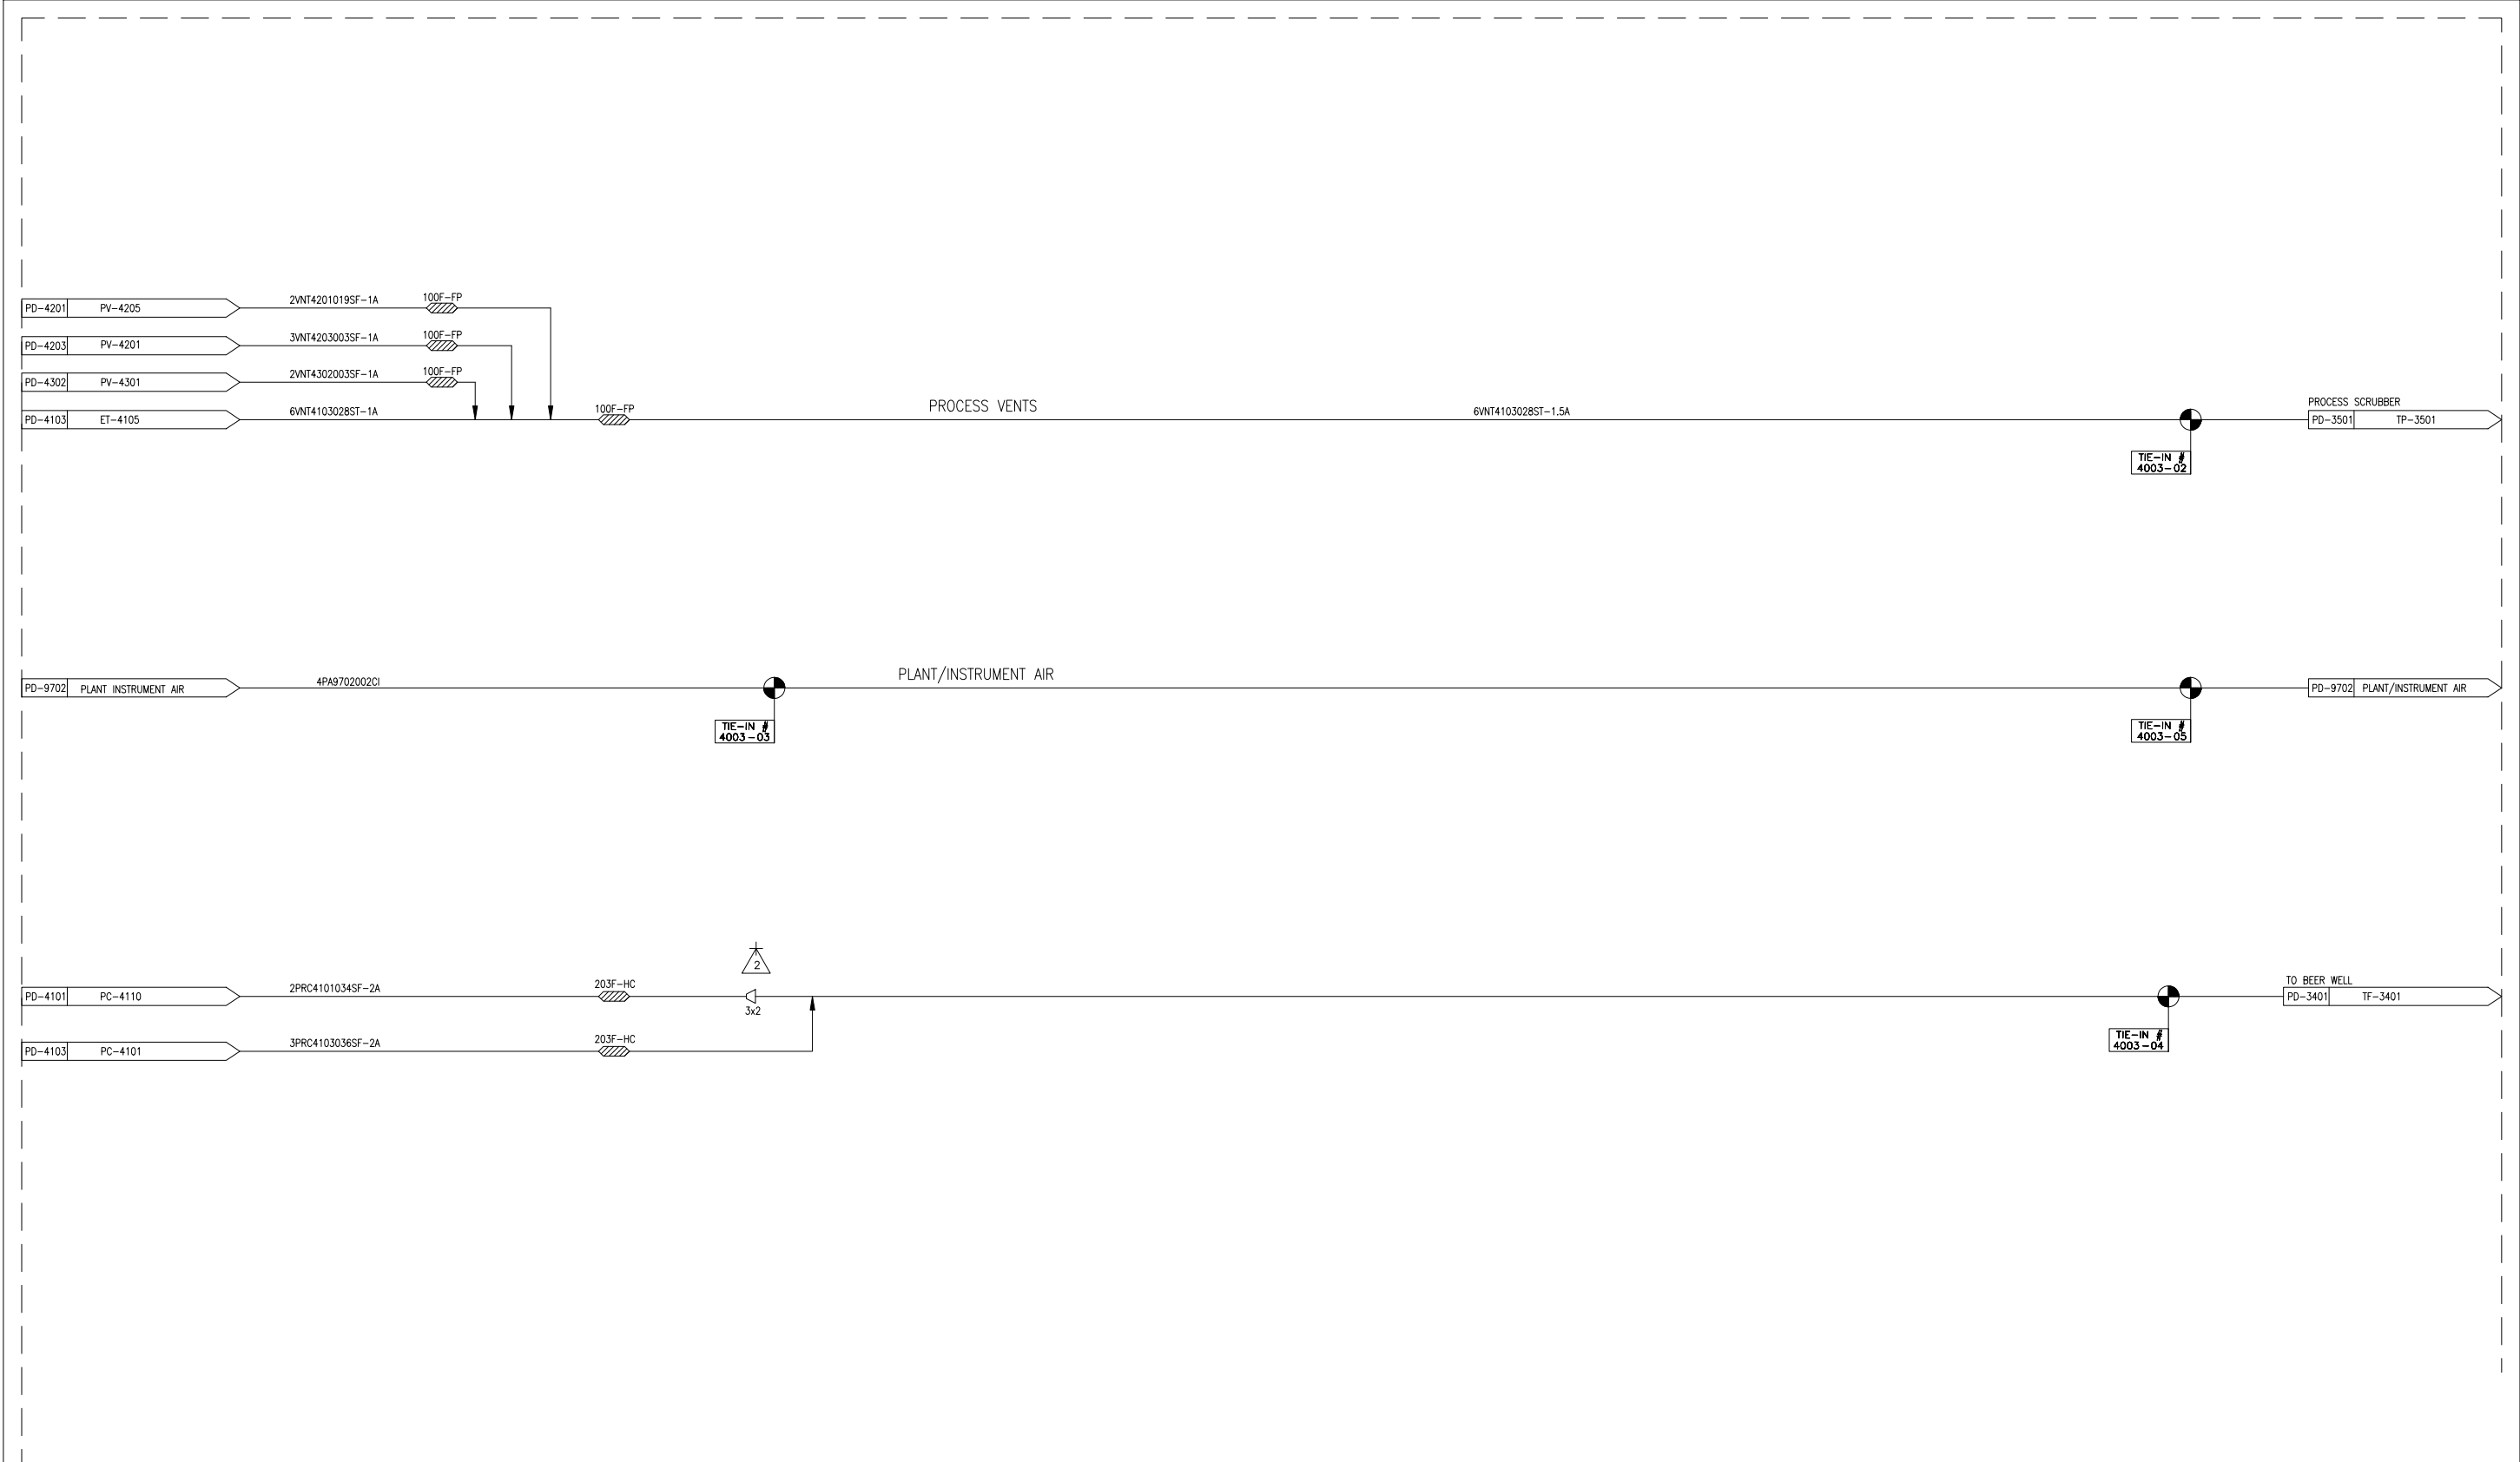 PD-4201 PV-4205 2VNT4201019SF-1A 100F-FP
PD-4203 PV-4201 3VNT4203003SF-1A 100F-FP
PD-4302 PV-4301 2VNT4302003SF-1A 100F-FP
PD-4103 ET-4105 6VNT4103028ST-1A 100F-FP
PROCESS VENTS
6VNT4103028ST-1.5A
PROCESS SCRUBBER
PD-3501 TP-3501
TIE-IN #
4003-02
PD-9702 PLANT INSTRUMENT AIR 4PA9702002CI
PLANT/INSTRUMENT AIR
PD-9702 PLANT/INSTRUMENT AIR
TIE-IN #
4003-03
TIE-IN #
4003-05
2
PD-4101 PC-4110 2PRC4101034SF-2A 203F-HC
3x2
TO BEER WELL
PD-3401 TF-3401
PD-4103 PC-4101 3PRC4103036SF-2A 203F-HC
TIE-IN #
4003-04